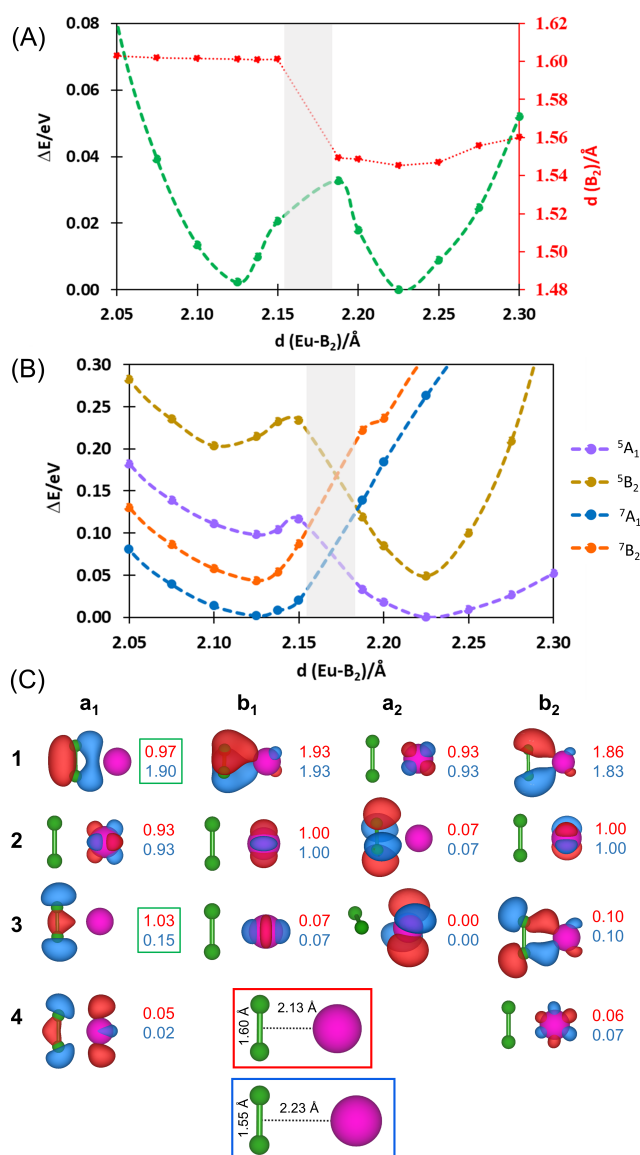 (A)
0.08
0.06
0.04
0.02
0.00
ΔE/eV
1.62
1.60
1.58
1.56
1.54
1.52
1.50
1.48
d (B₂)/Å
2.05 2.10 2.15 2.20 2.25 2.30
d (Eu-B₂)/Å
(B)
0.30
0.25
0.20
0.15
0.10
0.05
0.00
ΔE/eV
⁵A₁
⁵B₂
⁷A₁
⁷B₂
2.05 2.10 2.15 2.20 2.25 2.30
d (Eu-B₂)/Å
(C)
a₁ b₁ a₂ b₂
1 0.97 1.93 0.93 1.86
1.90 1.93 0.93 1.83
2 0.93 1.00 0.07 1.00
0.93 1.00 0.07 1.00
3 1.03 0.07 0.00 0.10
0.15 0.07 0.00 0.10
4 0.05 0.06
0.02 0.07
1.60 Å 2.13 Å
1.55 Å 2.23 Å